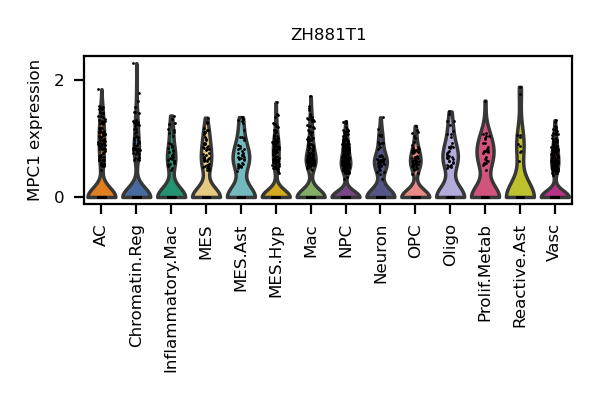 ZH881T1
MPC1 expression
2
0
AC
Chromatin.Reg
Inflammatory.Mac
MES
MES.Ast
MES.Hyp
Mac
NPC
Neuron
OPC
Oligo
Prolif.Metab
Reactive.Ast
Vasc